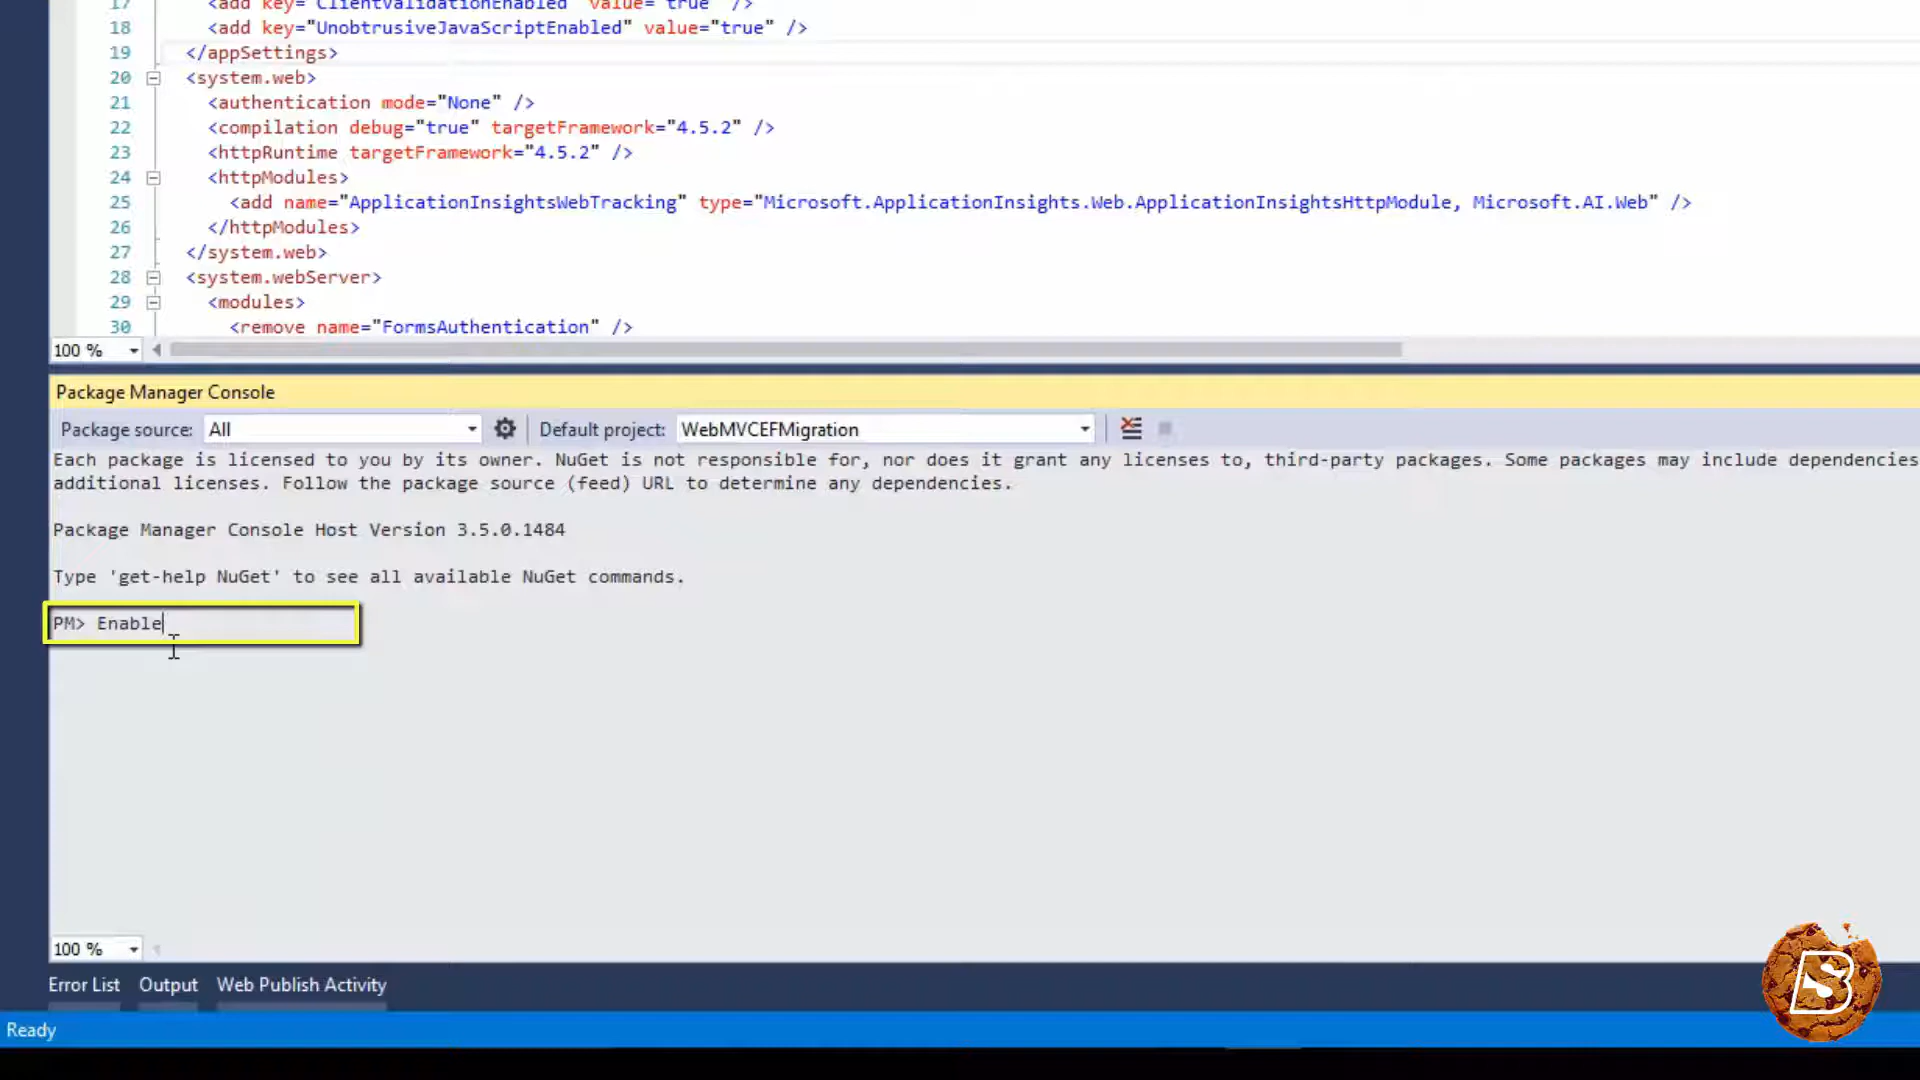 17 <add key="ClientValidationEnabled" value="true" />
18 <add key="UnobtrusiveJavaScriptEnabled" value="true" />
19 </appSettings>
20 <system.web>
21 <authentication mode="None" />
22 <compilation debug="true" targetFramework="4.5.2" />
23 <httpRuntime targetFramework="4.5.2" />
24 <httpModules>
25 <add name="ApplicationInsightsWebTracking" type="Microsoft.ApplicationInsights.Web.ApplicationInsightsHttpModule, Microsoft.AI.Web" />
26 </httpModules>
27 </system.web>
28 <system.webServer>
29 <modules>
30 <remove name="FormsAuthentication" />
100 %
Package Manager Console
Package source: All Default project: WebMVCEFMigration
Each package is licensed to you by its owner. NuGet is not responsible for, nor does it grant any licenses to, third-party packages. Some packages may include dependencies
additional licenses. Follow the package source (feed) URL to determine any dependencies.
Package Manager Console Host Version 3.5.0.1484
Type 'get-help NuGet' to see all available NuGet commands.
PM> Enable
100 %
Error List Output Web Publish Activity
Ready